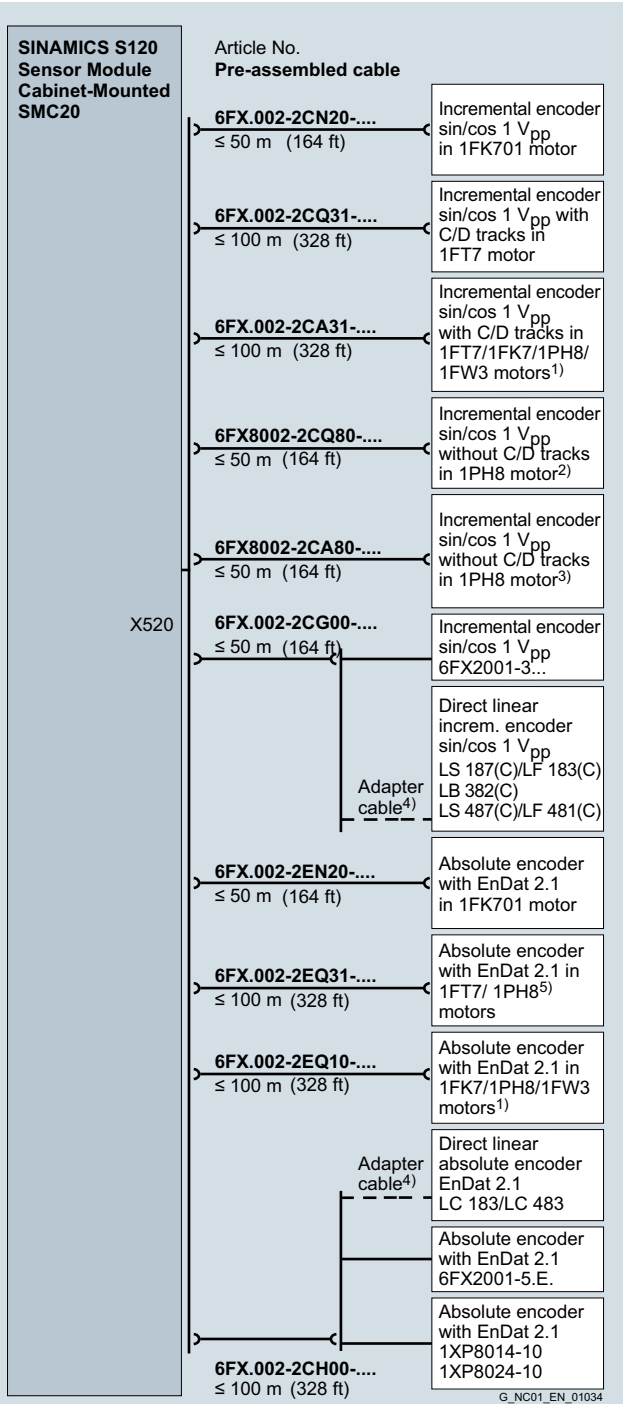 SINAMICS S120
Sensor Module
Cabinet-Mounted
SMC20
Article No.
Pre-assembled cable
6FX.002-2CN20-....
≤ 50 m (164 ft)
Incremental encoder
sin/cos 1 Vpp
in 1FK701 motor
6FX.002-2CQ31-....
≤ 100 m (328 ft)
Incremental encoder
sin/cos 1 Vpp with
C/D tracks in
1FT7 motor
6FX.002-2CA31-....
≤ 100 m (328 ft)
Incremental encoder
sin/cos 1 Vpp
with C/D tracks in
1FT7/1FK7/1PH8/
1FW3 motors1)
6FX8002-2CQ80-....
≤ 50 m (164 ft)
Incremental encoder
sin/cos 1 Vpp
without C/D tracks
in 1PH8 motor2)
6FX8002-2CA80-....
≤ 50 m (164 ft)
Incremental encoder
sin/cos 1 Vpp
without C/D tracks
in 1PH8 motor3)
X520
6FX.002-2CG00-....
≤ 50 m (164 ft)
Incremental encoder
sin/cos 1 Vpp
6FX2001-3...
Adapter
cable4)
Direct linear
increm. encoder
sin/cos 1 Vpp
LS 187(C)/LF 183(C)
LB 382(C)
LS 487(C)/LF 481(C)
6FX.002-2EN20-....
≤ 50 m (164 ft)
Absolute encoder
with EnDat 2.1
in 1FK701 motor
6FX.002-2EQ31-....
≤ 100 m (328 ft)
Absolute encoder
with EnDat 2.1 in
1FT7/ 1PH85)
motors
6FX.002-2EQ10-....
≤ 100 m (328 ft)
Absolute encoder
with EnDat 2.1 in
1FK7/1PH8/1FW3
motors1)
Adapter
cable4)
Direct linear
absolute encoder
EnDat 2.1
LC 183/LC 483
Absolute encoder
with EnDat 2.1
6FX2001-5.E.
Absolute encoder
with EnDat 2.1
1XP8014-10
1XP8024-10
6FX.002-2CH00-....
≤ 100 m (328 ft)
G_NC01_EN_01034